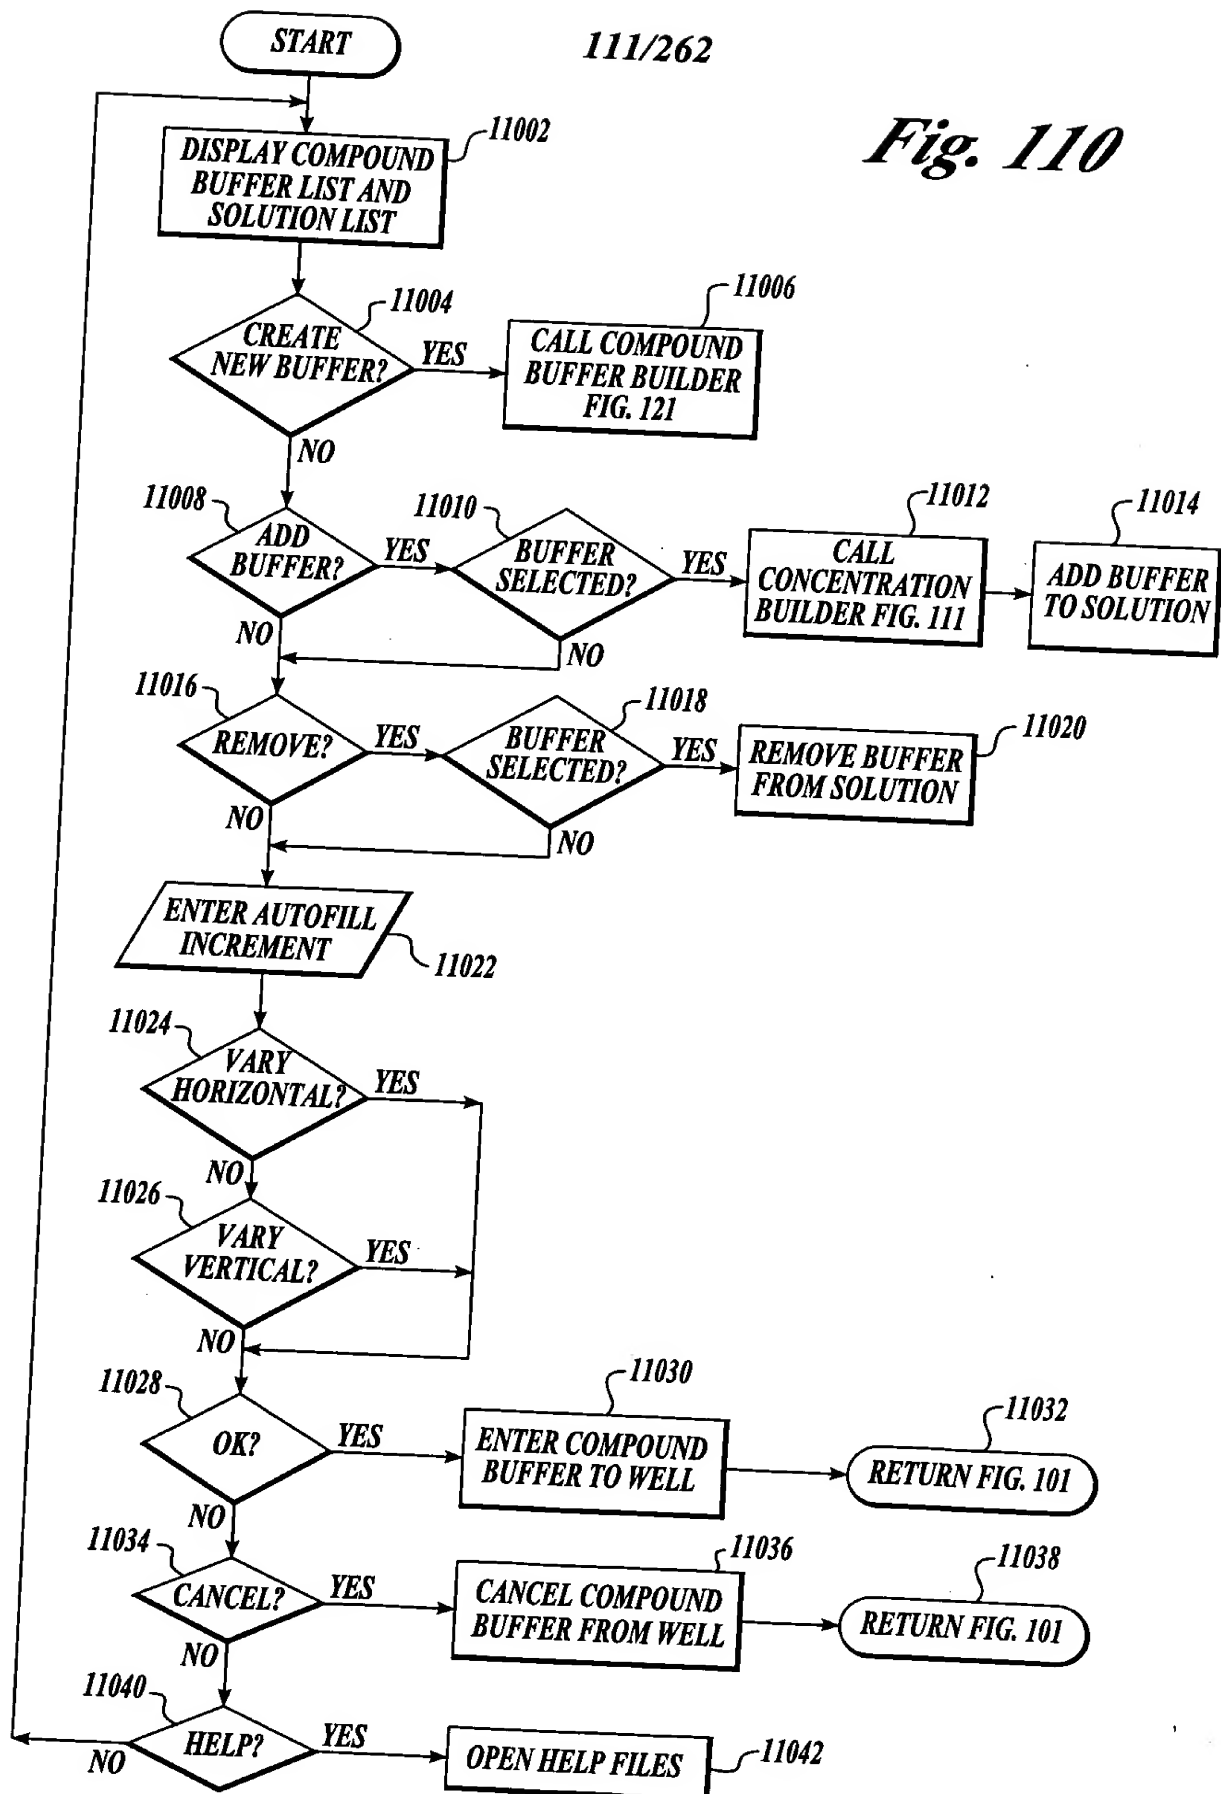 START
111/262
Fig. 110
11002
DISPLAY COMPOUND
BUFFER LIST AND
SOLUTION LIST
11004
CREATE
NEW BUFFER?
YES
NO
11006
CALL COMPOUND
BUFFER BUILDER
FIG. 121
11008
ADD
BUFFER?
YES
NO
11010
BUFFER
SELECTED?
YES
NO
11012
CALL
CONCENTRATION
BUILDER FIG. 111
11014
ADD BUFFER
TO SOLUTION
11016
REMOVE?
YES
NO
11018
BUFFER
SELECTED?
YES
NO
11020
REMOVE BUFFER
FROM SOLUTION
ENTER AUTOFILL
INCREMENT
11022
11024
VARY
HORIZONTAL?
YES
NO
11026
VARY
VERTICAL?
YES
NO
11028
OK?
YES
NO
11030
ENTER COMPOUND
BUFFER TO WELL
11032
RETURN FIG. 101
11034
CANCEL?
YES
NO
11036
CANCEL COMPOUND
BUFFER FROM WELL
11038
RETURN FIG. 101
11040
HELP?
YES
NO
OPEN HELP FILES
11042